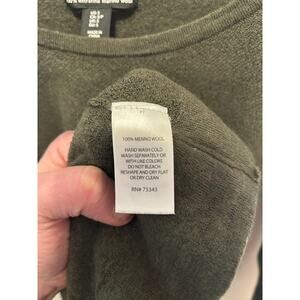 MADE IN
CHINA
100% MERINO WOOL
HAND WASH COLD
WASH SEPARATELY OR
WITH LIKE COLORS
DO NOT BLEACH
RESHAPE AND DRY FLAT
OR DRY CLEAN
RN# 73343